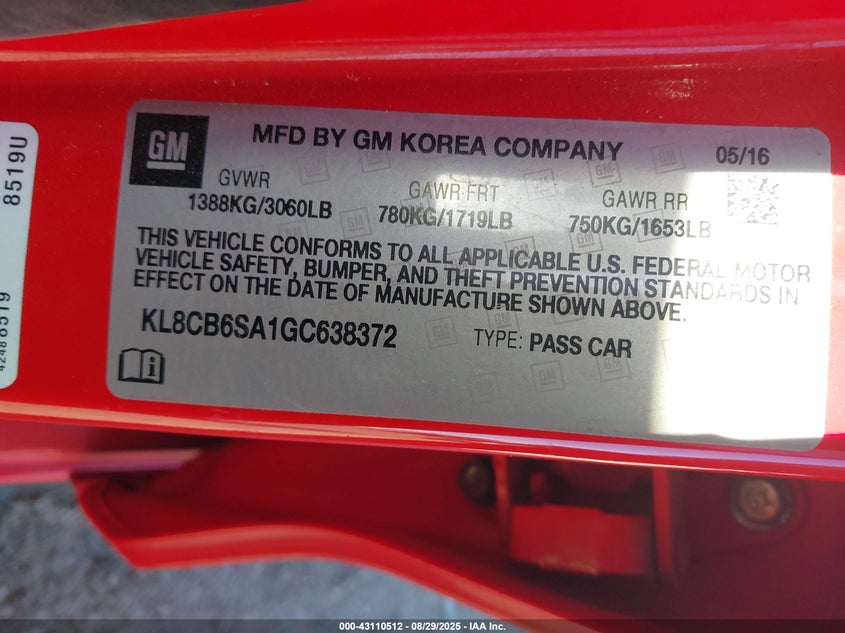 GM
MFD BY GM KOREA COMPANY
05/16
GVWR
1388KG/3060LB
GAWR FRT
780KG/1719LB
GAWR RR
750KG/1653LB
THIS VEHICLE CONFORMS TO ALL APPLICABLE U.S. FEDERAL MOTOR
VEHICLE SAFETY, BUMPER, AND THEFT PREVENTION STANDARDS IN
EFFECT ON THE DATE OF MANUFACTURE SHOWN ABOVE.
KL8CB6SA1GC638372
TYPE: PASS CAR
8519U
42488519
000-43110512 - 08/29/2025 - IAA Inc.